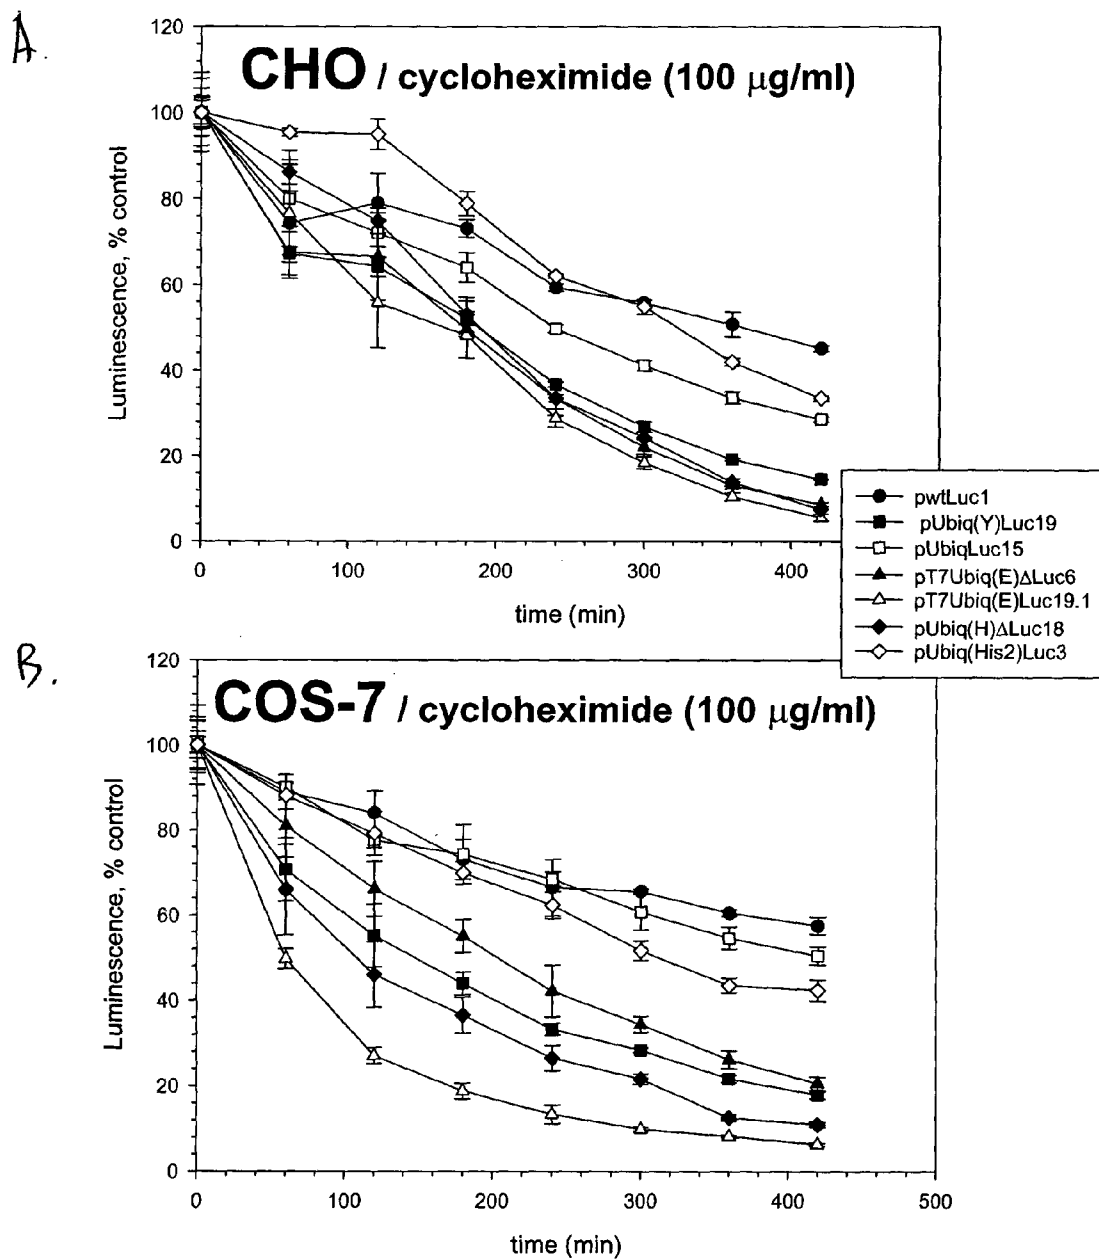 A.
CHO / cycloheximide (100 μg/ml)
Luminescence, % control
120
100
80
60
40
20
0
0 100 200 300 400
time (min)
pwtLuc1
pUbiq(Y)Luc19
pUbiqLuc15
pT7Ubiq(E)ΔLuc6
pT7Ubiq(E)Luc19.1
pUbiq(H)ΔLuc18
pUbiq(His2)Luc3
B.
COS-7 / cycloheximide (100 μg/ml)
Luminescence, % control
120
100
80
60
40
20
0
0 100 200 300 400 500
time (min)